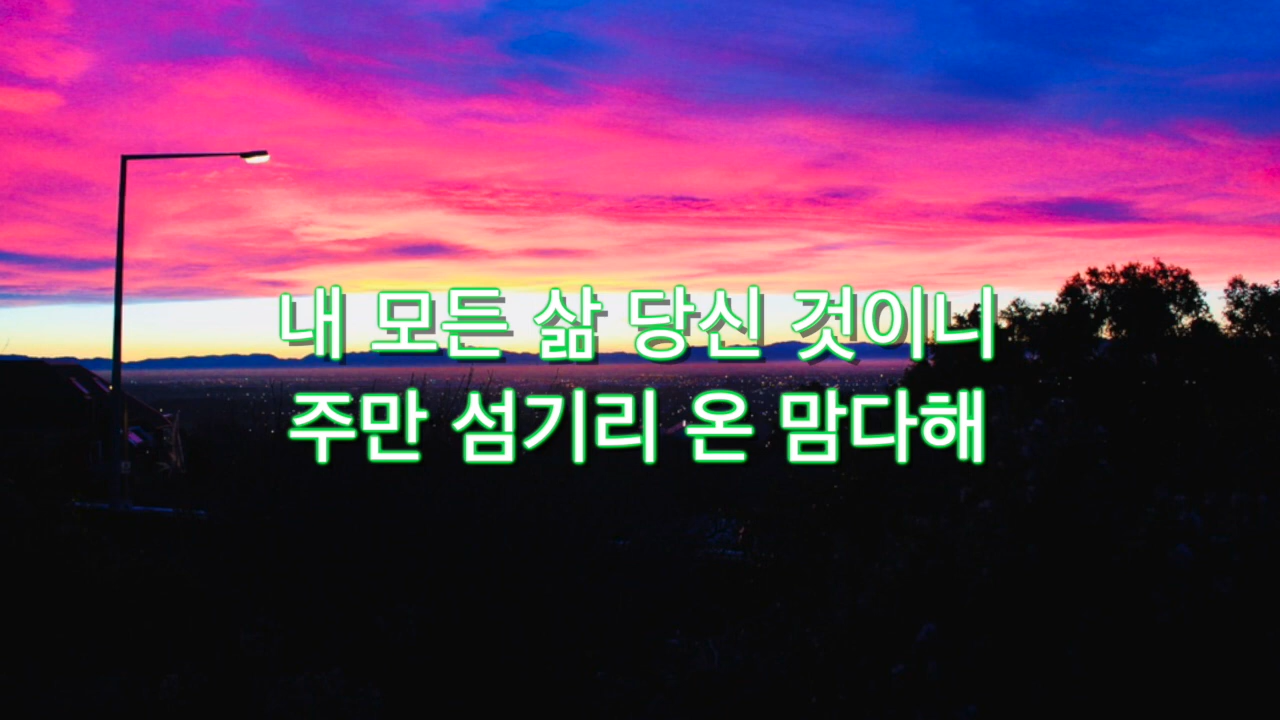 내 모든 삶 당신 것이니
주만 섬기리 온 맘다해